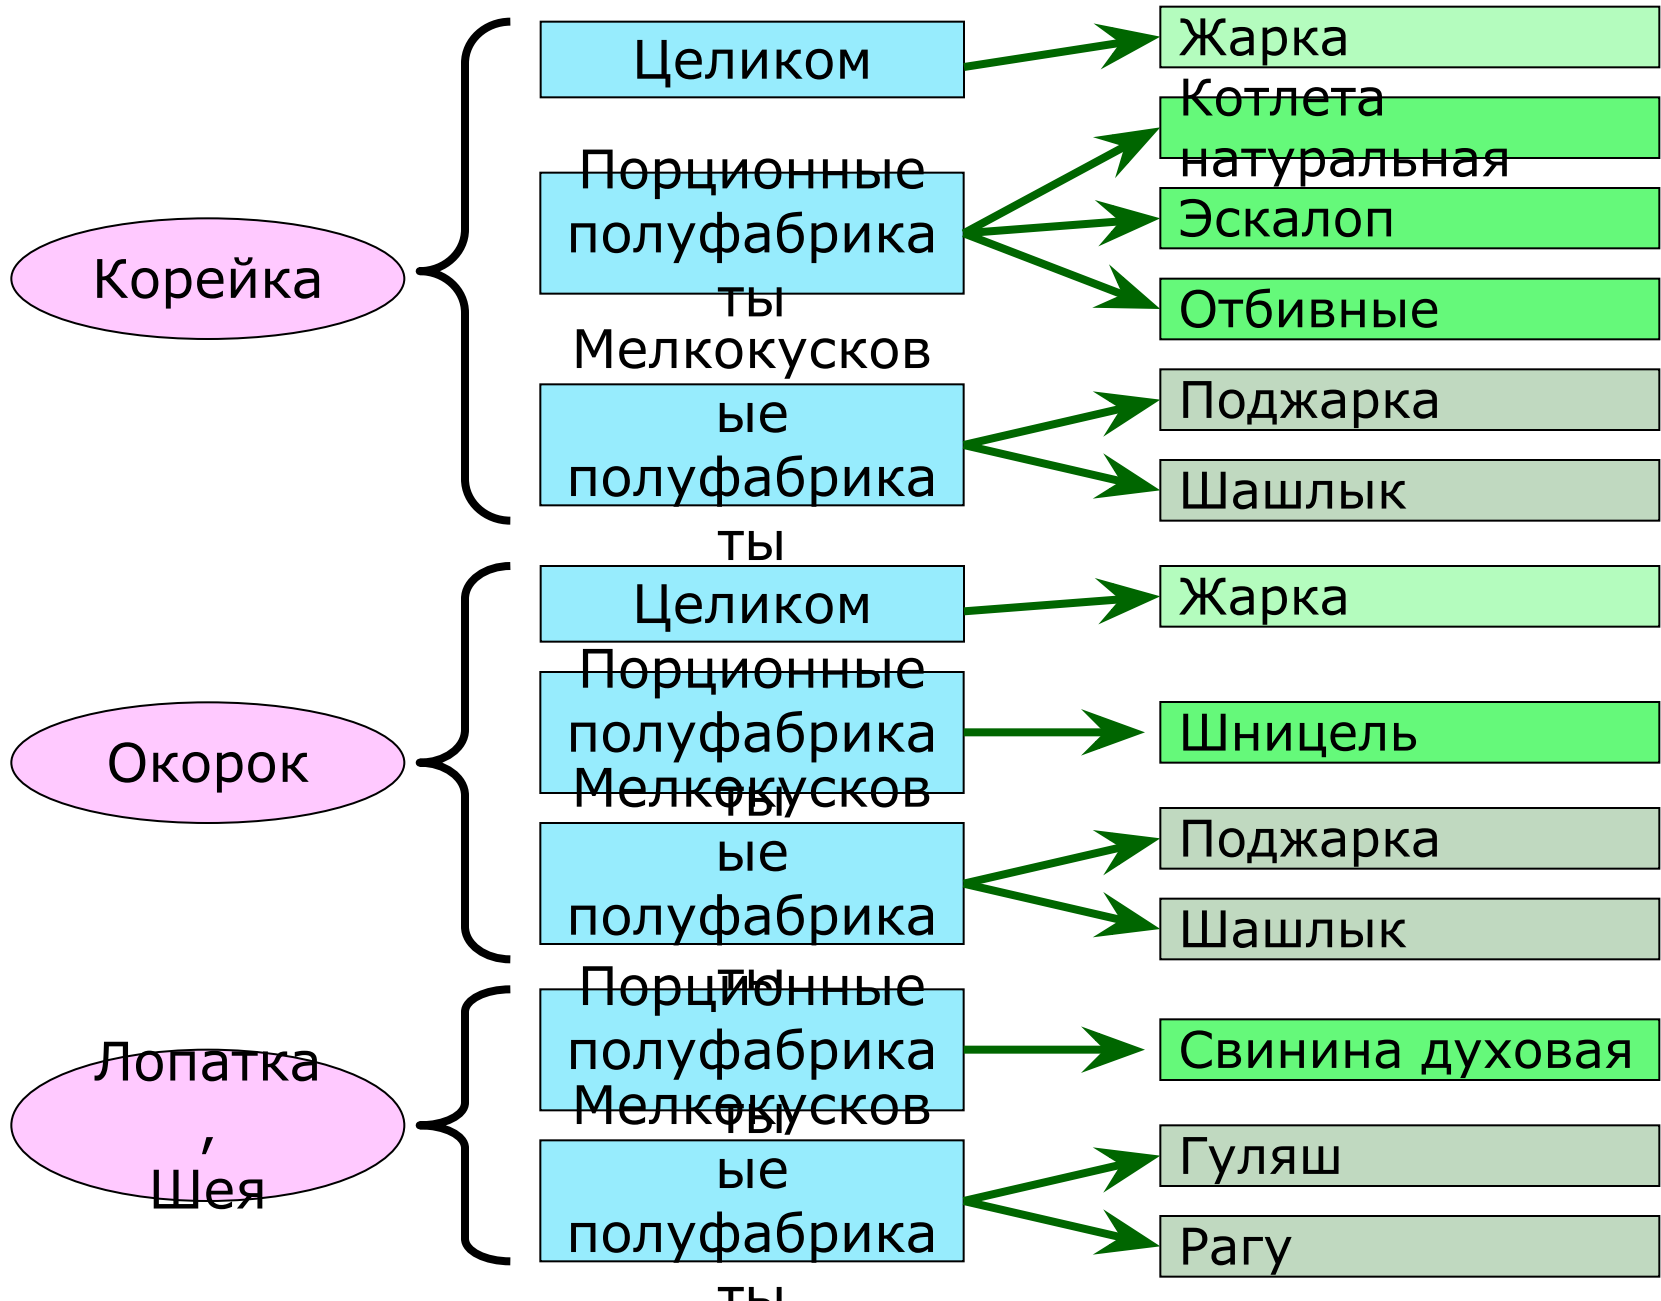 Корейка
Целиком
Жарка
Порционные
полуфабрика
ты
Котлета
натуральная
Эскалоп
Отбивные
Мелкокусков
ые
полуфабрика
ты
Поджарка
Шашлык
Окорок
Целиком
Жарка
Порционные
полуфабрика
ты
Шницель
Мелкокусков
ые
полуфабрика
ты
Поджарка
Шашлык
Лопатка
,
Шея
Порционные
полуфабрика
ты
Свинина духовая
Мелкокусков
ые
полуфабрика
ты
Гуляш
Рагу